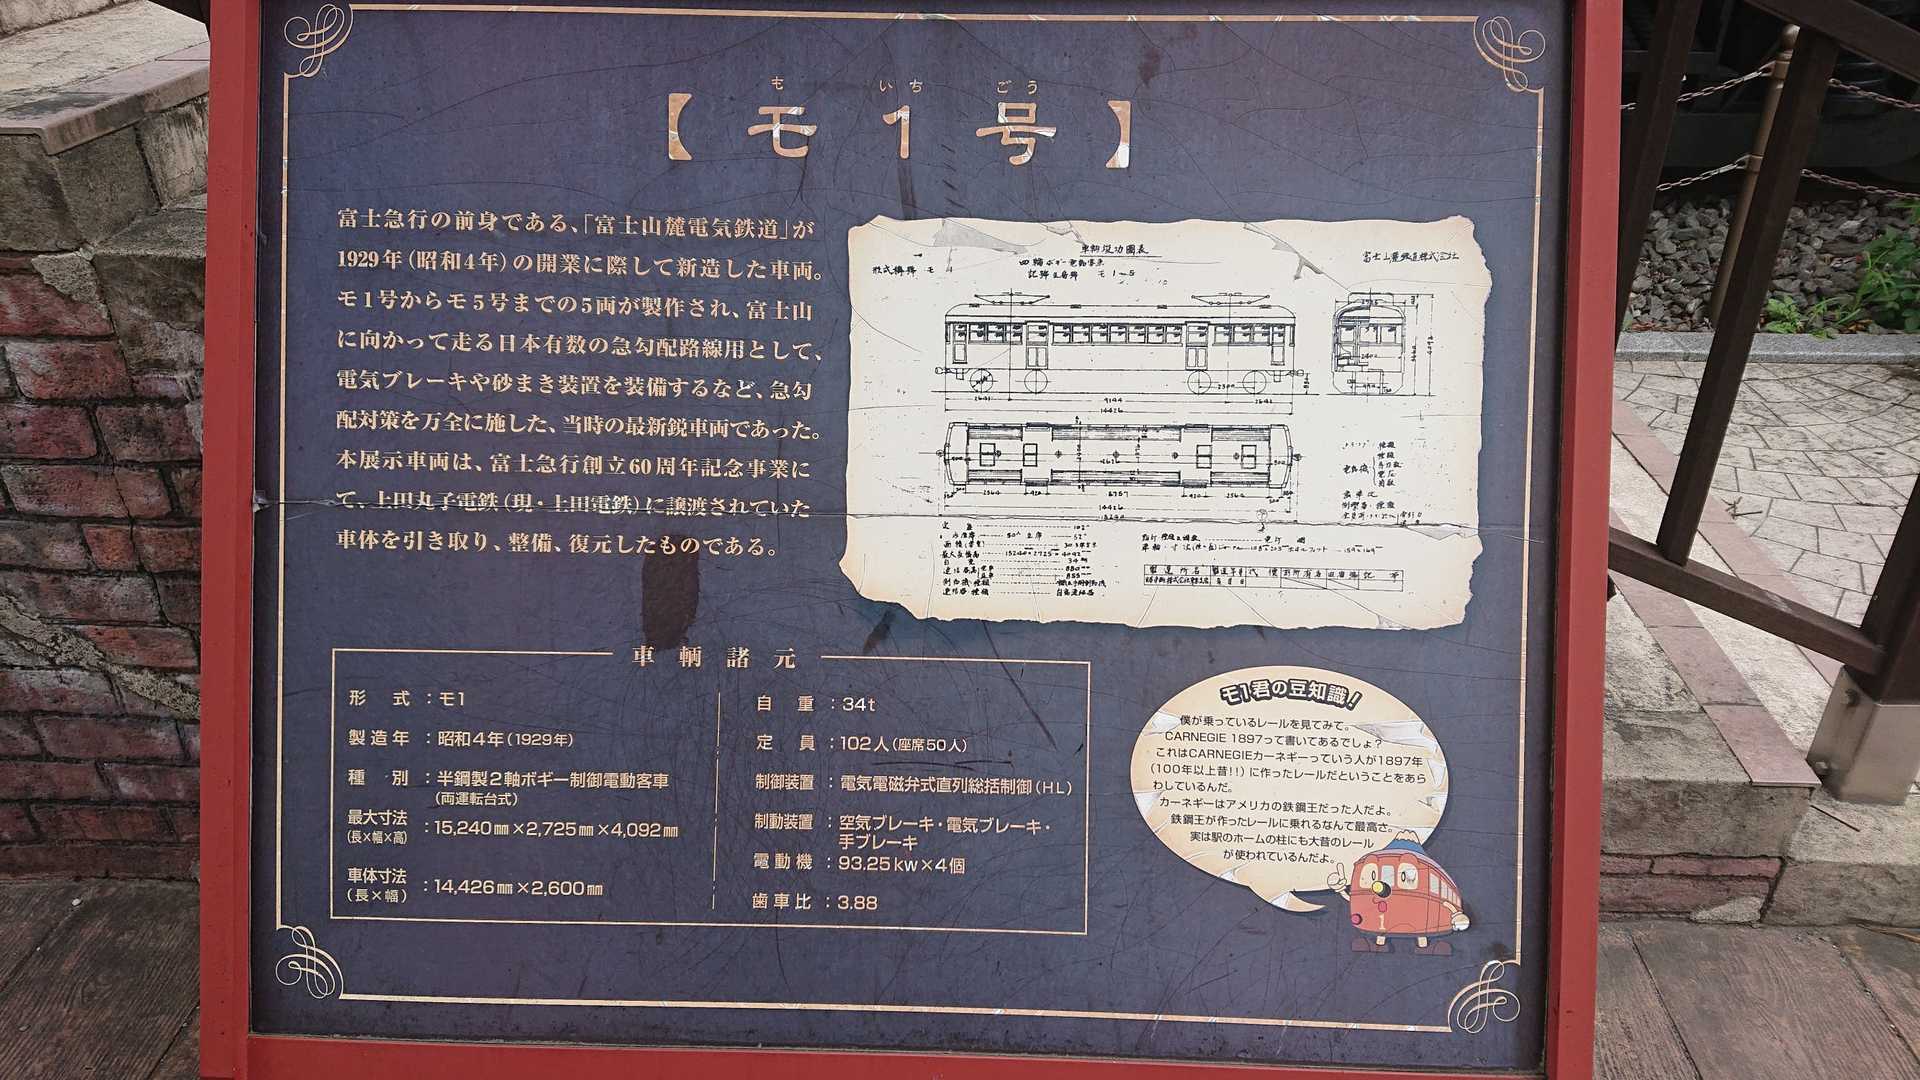 も いち ごう
【モ1号】
富士急行の前身である、「富士山麓電気鉄道」が
1929年(昭和4年)の開業に際して新造した車両。
モ1号からモ5号までの5両が製作され、富士山
に向かって走る日本有数の急勾配路線用として、
電気ブレーキや砂まき装置を装備するなど、急勾
配対策を万全に施した、当時の最新鋭車両であった。
本展示車両は、富士急行創立60周年記念事業に
て、上田丸子電鉄(現・上田電鉄)に譲渡されていた
車体を引き取り、整備、復元したものである。
車輌竣功圖表
四輪ボギー電動客車
モ1-5
9144
14426
2300
14426
車輌諸元
形式:モ1
製造年:昭和4年(1929年)
種別:半鋼製2軸ボギー制御電動客車
(両運転台式)
最大寸法
(長×幅×高)
:15,240㎜×2,725㎜×4,092㎜
車体寸法
(長×幅)
:14,426㎜×2,600㎜
自重:34t
定員:102人(座席50人)
制御装置:電気電磁弁式直列総括制御(HL)
制動装置:空気ブレーキ・電気ブレーキ・
手ブレーキ
電動機:93.25kw×4個
歯車比:3.88
モ1君の豆知識!
僕が乗っているレールを見てみて。
CARNEGIE 1897って書いてあるでしょ?
これはCARNEGIEカーネギーっていう人が1897年
(100年以上昔!!)に作ったレールだということをあら
わしているんだ。
カーネギーはアメリカの鉄鋼王だった人だよ。
鉄鋼王が作ったレールに乗れるなんて最高さ。
実は駅のホームの柱にも大昔のレール
が使われているんだよ。
1